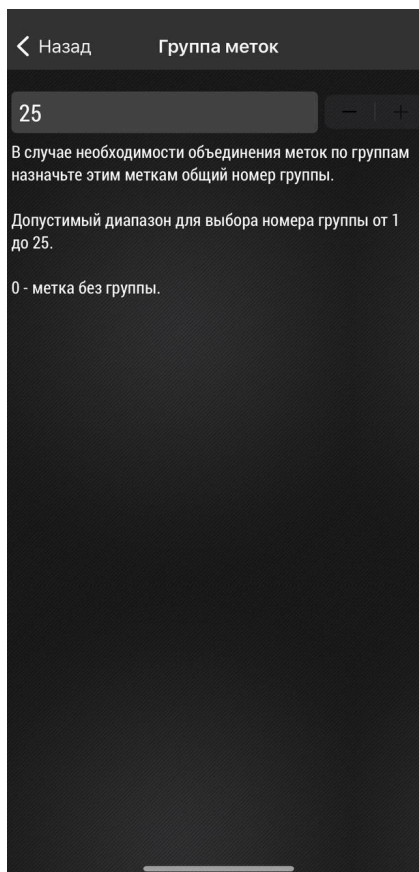 Назад
Группа меток
25
− +
В случае необходимости объединения меток по группам
назначьте этим меткам общий номер группы.
Допустимый диапазон для выбора номера группы от 1
до 25.
0 - метка без группы.